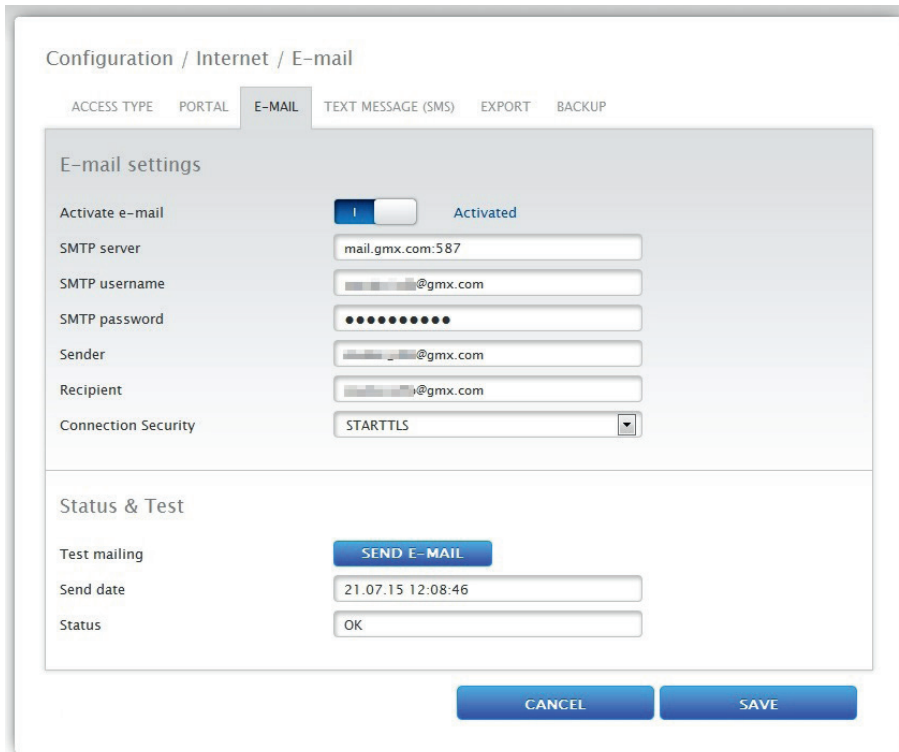 Configuration / Internet / E-mail
ACCESS TYPE PORTAL E-MAIL TEXT MESSAGE (SMS) EXPORT BACKUP
E-mail settings
Activate e-mail I Activated
SMTP server mail.gmx.com:587
SMTP username @gmx.com
SMTP password ●●●●●●●●●●
Sender @gmx.com
Recipient @gmx.com
Connection Security STARTTLS
Status & Test
Test mailing SEND E-MAIL
Send date 21.07.15 12:08:46
Status OK
CANCEL SAVE